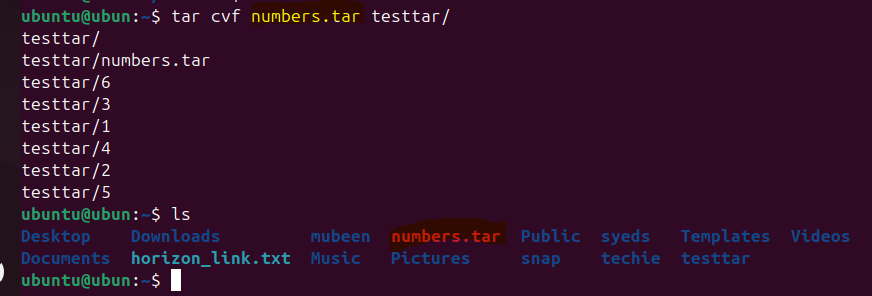 ubuntu@ubun:~$ tar cvf numbers.tar testtar/
testtar/
testtar/numbers.tar
testtar/6
testtar/3
testtar/1
testtar/4
testtar/2
testtar/5
ubuntu@ubun:~$ ls
Desktop Downloads mubeen numbers.tar Public syeds Templates Videos
Documents horizon_link.txt Music Pictures snap techie testtar
ubuntu@ubun:~$